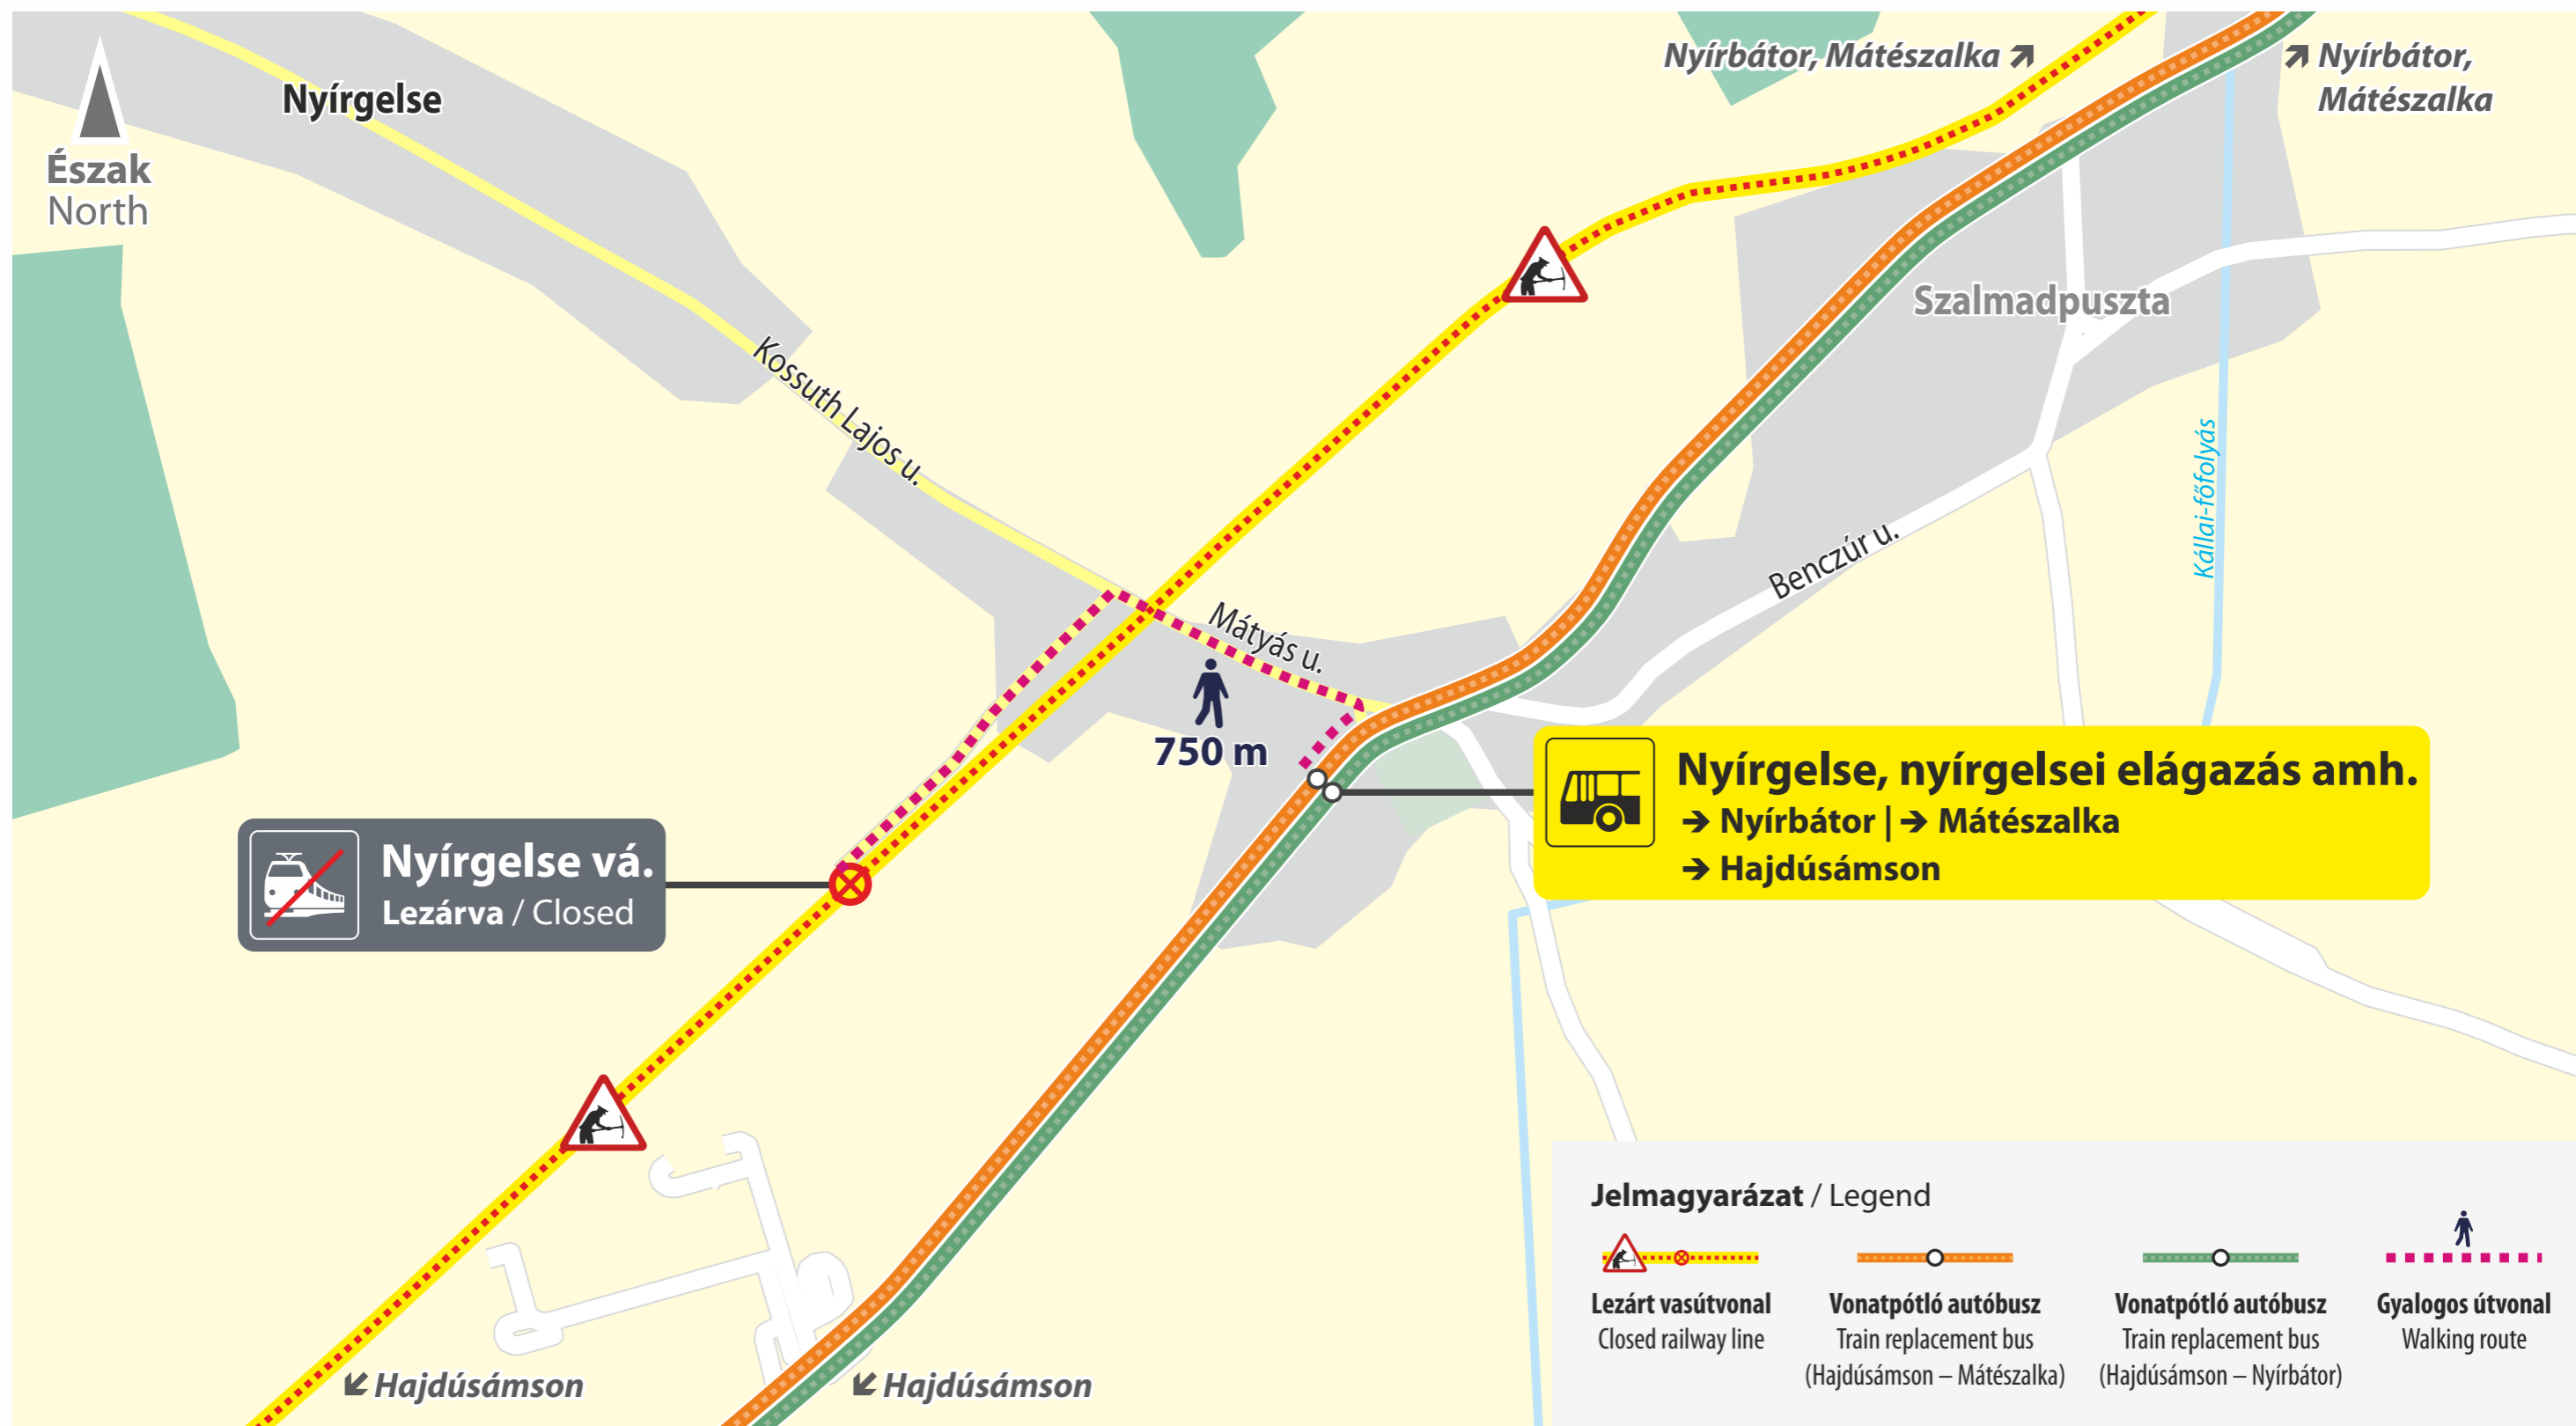 Nyírbátor, Mátészalka
Nyírbátor,
Mátészalka
Nyírgelse
Észak
North
Szalmadpuszta
Kossuth Lajos u.
Kállai-főfolyás
Benczúr u.
Mátyás u.
750 m
Nyírgelse, nyírgelsei elágazás amh.
➔ Nyírbátor | ➔ Mátészalka
➔ Hajdúsámson
Nyírgelse vá.
Lezárva / Closed
Hajdúsámson
Hajdúsámson
Jelmagyarázat / Legend
Lezárt vasútvonal
Closed railway line
Vonatpótló autóbusz
Train replacement bus
(Hajdúsámson – Mátészalka)
Vonatpótló autóbusz
Train replacement bus
(Hajdúsámson – Nyírbátor)
Gyalogos útvonal
Walking route